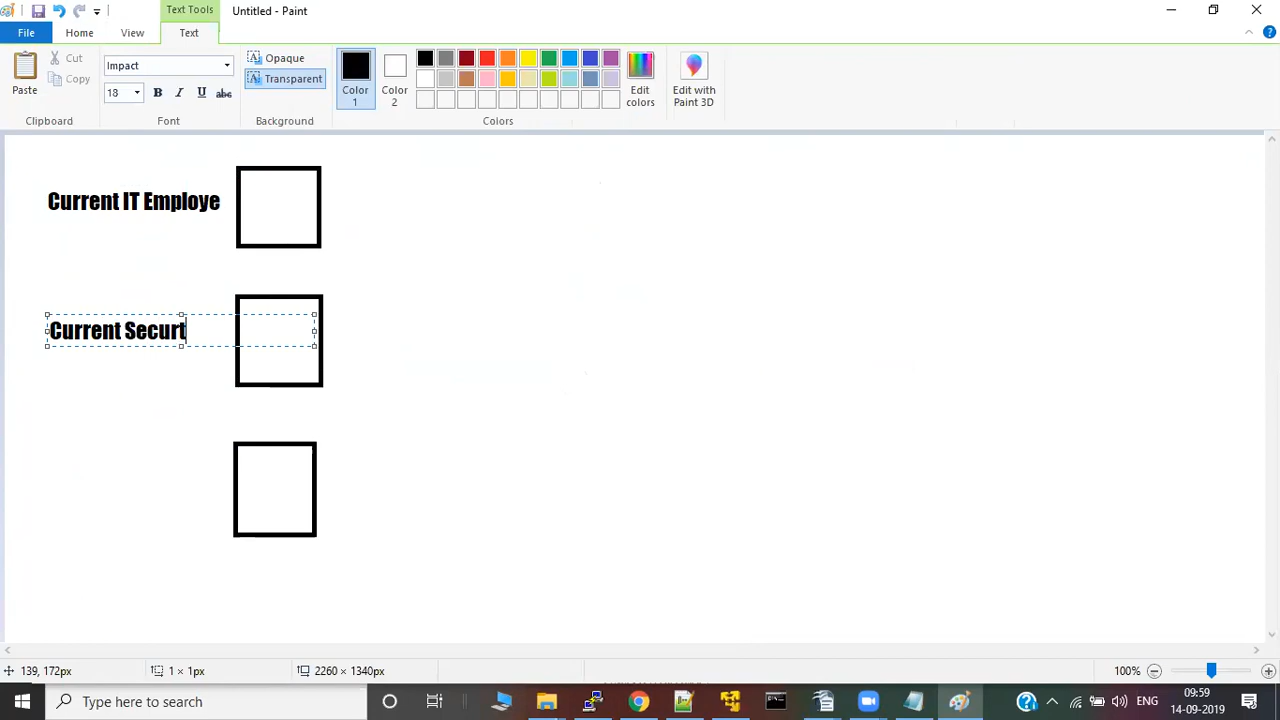 Text Tools
Untitled - Paint
File
Home
View
Text
Paste
Cut
Copy
Clipboard
Impact
18
B I U abc
Font
Opaque
Transparent
Background
Color 1
Color 2
Edit colors
Colors
Edit with Paint 3D
Current IT Employe
Current Securt
139, 172px
1 × 1px
2260 × 1340px
100%
Type here to search
ENG
09:59
14-09-2019